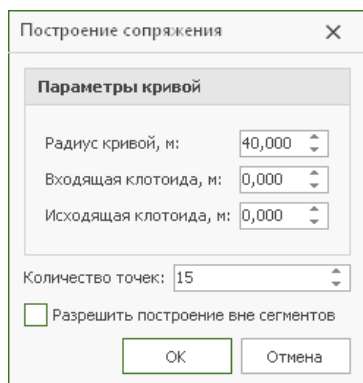 Построение сопряжения
Параметры кривой
Радиус кривой, м: 40,000
Входящая клотоида, м: 0,000
Исходящая клотоида, м: 0,000
Количество точек: 15
Разрешить построение вне сегментов
ОК Отмена